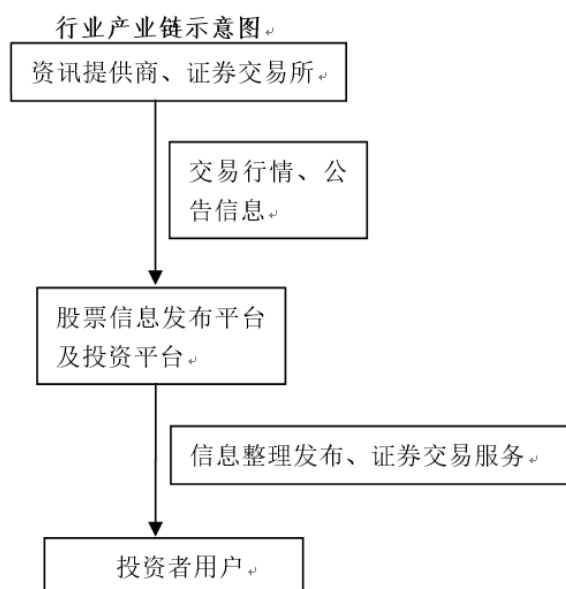 行业产业链示意图
资讯提供商、证券交易所
交易行情、公
告信息
股票信息发布平台
及投资平台
信息整理发布、证券交易服务
投资者用户